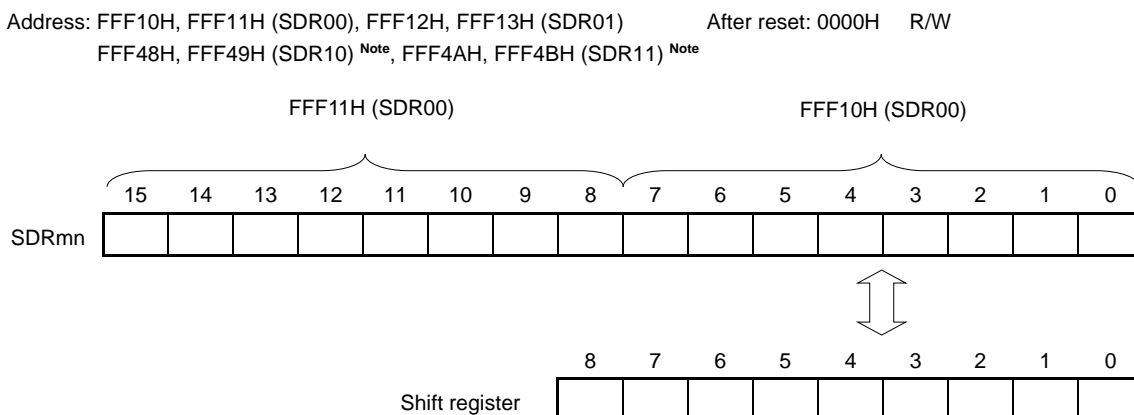 Address: FFF10H, FFF11H (SDR00), FFF12H, FFF13H (SDR01) After reset: 0000H R/W
FFF48H, FFF49H (SDR10) Note, FFF4AH, FFF4BH (SDR11) Note
FFF11H (SDR00) FFF10H (SDR00)
15 14 13 12 11 10 9 8 7 6 5 4 3 2 1 0
SDRmn
8 7 6 5 4 3 2 1 0
Shift register